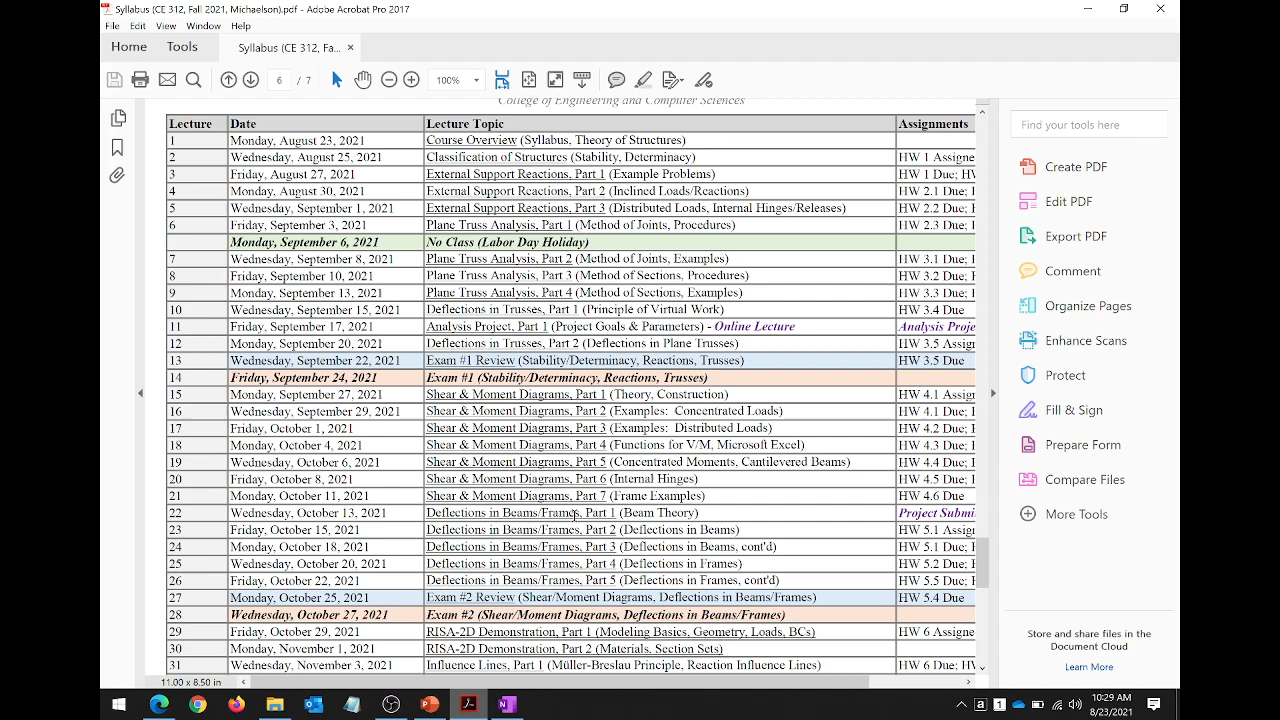 Syllabus (CE 312, Fall 2021, Michaelson).pdf - Adobe Acrobat Pro 2017
File Edit View Window Help
Home Tools Syllabus (CE 312, Fa... ×
6 / 7 100%
College of Engineering and Computer Sciences
Lecture Date Lecture Topic Assignments
1 Monday, August 23, 2021 Course Overview (Syllabus, Theory of Structures)
2 Wednesday, August 25, 2021 Classification of Structures (Stability, Determinacy) HW 1 Assigne
3 Friday, August 27, 2021 External Support Reactions, Part 1 (Example Problems) HW 1 Due; HW
4 Monday, August 30, 2021 External Support Reactions, Part 2 (Inclined Loads/Reactions) HW 2.1 Due; H
5 Wednesday, September 1, 2021 External Support Reactions, Part 3 (Distributed Loads, Internal Hinges/Releases) HW 2.2 Due; H
6 Friday, September 3, 2021 Plane Truss Analysis, Part 1 (Method of Joints, Procedures) HW 2.3 Due; H
Monday, September 6, 2021 No Class (Labor Day Holiday)
7 Wednesday, September 8, 2021 Plane Truss Analysis, Part 2 (Method of Joints, Examples) HW 3.1 Due; H
8 Friday, September 10, 2021 Plane Truss Analysis, Part 3 (Method of Sections, Procedures) HW 3.2 Due; H
9 Monday, September 13, 2021 Plane Truss Analysis, Part 4 (Method of Sections, Examples) HW 3.3 Due; H
10 Wednesday, September 15, 2021 Deflections in Trusses, Part 1 (Principle of Virtual Work) HW 3.4 Due
11 Friday, September 17, 2021 Analysis Project, Part 1 (Project Goals & Parameters) - Online Lecture Analysis Proje
12 Monday, September 20, 2021 Deflections in Trusses, Part 2 (Deflections in Plane Trusses) HW 3.5 Assign
13 Wednesday, September 22, 2021 Exam #1 Review (Stability/Determinacy, Reactions, Trusses) HW 3.5 Due
14 Friday, September 24, 2021 Exam #1 (Stability/Determinacy, Reactions, Trusses)
15 Monday, September 27, 2021 Shear & Moment Diagrams, Part 1 (Theory, Construction) HW 4.1 Assign
16 Wednesday, September 29, 2021 Shear & Moment Diagrams, Part 2 (Examples: Concentrated Loads) HW 4.1 Due; H
17 Friday, October 1, 2021 Shear & Moment Diagrams, Part 3 (Examples: Distributed Loads) HW 4.2 Due; H
18 Monday, October 4, 2021 Shear & Moment Diagrams, Part 4 (Functions for V/M, Microsoft Excel) HW 4.3 Due; H
19 Wednesday, October 6, 2021 Shear & Moment Diagrams, Part 5 (Concentrated Moments, Cantilevered Beams) HW 4.4 Due; H
20 Friday, October 8, 2021 Shear & Moment Diagrams, Part 6 (Internal Hinges) HW 4.5 Due; H
21 Monday, October 11, 2021 Shear & Moment Diagrams, Part 7 (Frame Examples) HW 4.6 Due
22 Wednesday, October 13, 2021 Deflections in Beams/Frames, Part 1 (Beam Theory) Project Submi
23 Friday, October 15, 2021 Deflections in Beams/Frames, Part 2 (Deflections in Beams) HW 5.1 Assign
24 Monday, October 18, 2021 Deflections in Beams/Frames, Part 3 (Deflections in Beams, cont'd) HW 5.1 Due; H
25 Wednesday, October 20, 2021 Deflections in Beams/Frames, Part 4 (Deflections in Frames) HW 5.2 Due; H
26 Friday, October 22, 2021 Deflections in Beams/Frames, Part 5 (Deflections in Frames, cont'd) HW 5.5 Due; H
27 Monday, October 25, 2021 Exam #2 Review (Shear/Moment Diagrams, Deflections in Beams/Frames) HW 5.4 Due
28 Wednesday, October 27, 2021 Exam #2 (Shear/Moment Diagrams, Deflections in Beams/Frames)
29 Friday, October 29, 2021 RISA-2D Demonstration, Part 1 (Modeling Basics, Geometry, Loads, BCs) HW 6 Assigne
30 Monday, November 1, 2021 RISA-2D Demonstration, Part 2 (Materials, Section Sets)
31 Wednesday, November 3, 2021 Influence Lines, Part 1 (Müller-Breslau Principle, Reaction Influence Lines) HW 6 Due; HW
11.00 x 8.50 in
Find your tools here
Create PDF
Edit PDF
Export PDF
Comment
Organize Pages
Enhance Scans
Protect
Fill & Sign
Prepare Form
Compare Files
More Tools
Store and share files in the
Document Cloud
Learn More
10:29 AM
8/23/2021